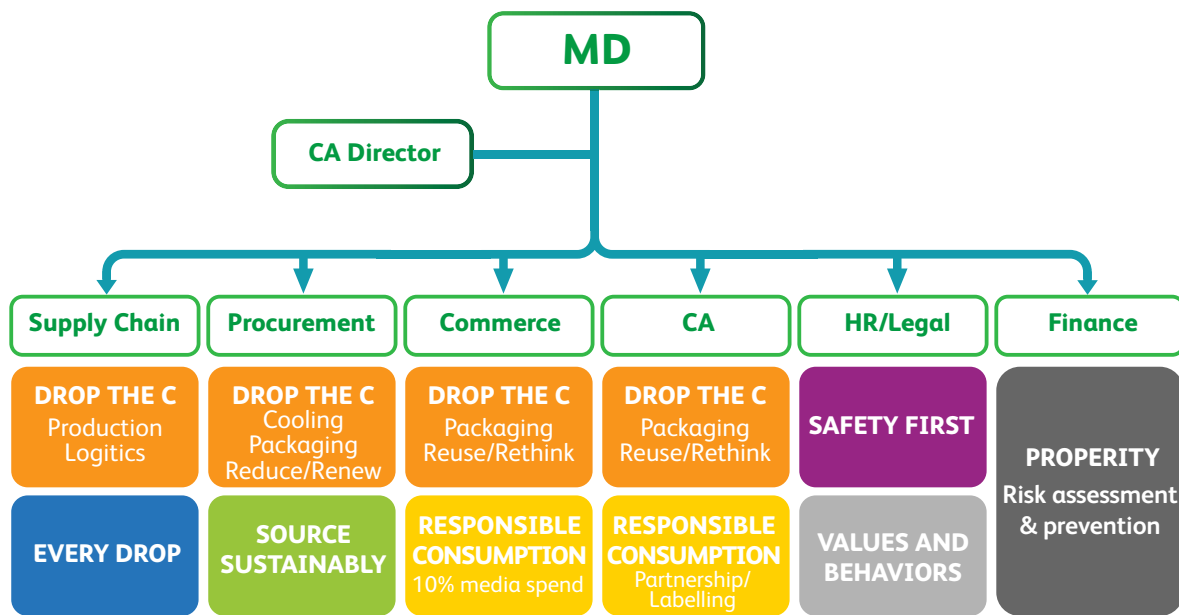 MD
CA Director
Supply Chain
Procurement
Commerce
CA
HR/Legal
Finance
DROP THE C
Production
Logitics
DROP THE C
Cooling
Packaging
Reduce/Renew
DROP THE C
Packaging
Reuse/Rethink
DROP THE C
Packaging
Reuse/Rethink
SAFETY FIRST
PROPERITY
Risk assessment
& prevention
EVERY DROP
SOURCE
SUSTAINABLY
RESPONSIBLE
CONSUMPTION
10% media spend
RESPONSIBLE
CONSUMPTION
Partnership/
Labelling
VALUES AND
BEHAVIORS